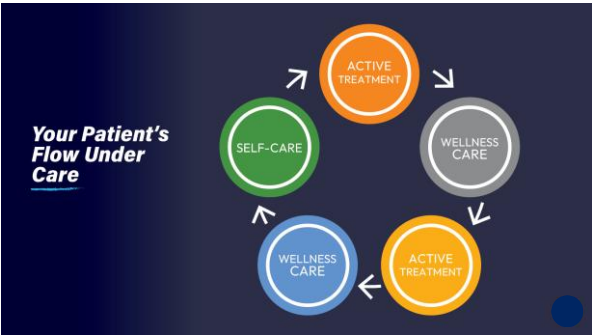 Your Patient's
Flow Under
Care
ACTIVE
TREATMENT
WELLNESS
CARE
ACTIVE
TREATMENT
WELLNESS
CARE
SELF-CARE